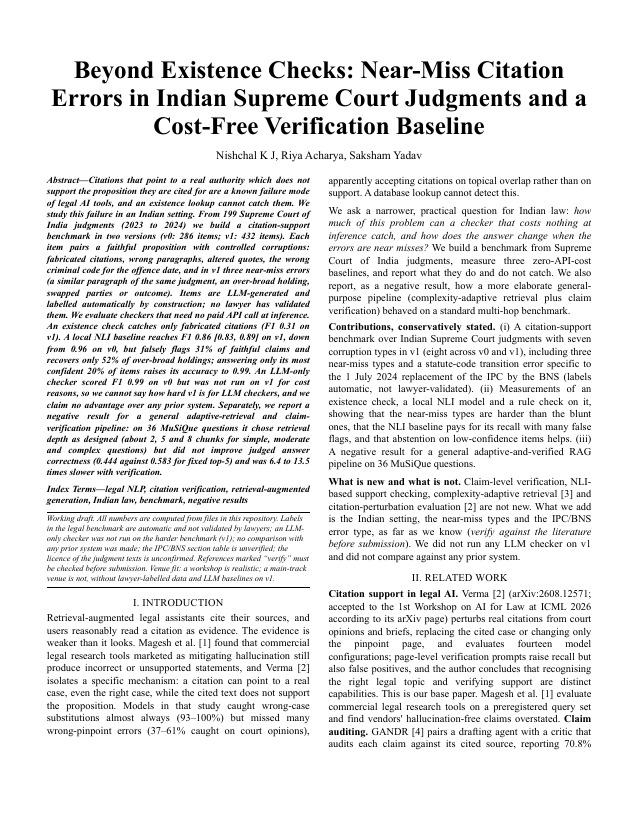 Beyond Existence Checks: Near-Miss Citation
Errors in Indian Supreme Court Judgments and a
Cost-Free Verification Baseline
Nishchal K J, Riya Acharya, Saksham Yadav
Abstract—Citations that point to a real authority which does not
support the proposition they are cited for are a known failure mode
of legal AI tools, and an existence lookup cannot catch them. We
study this failure in an Indian setting. From 199 Supreme Court of
India judgments (2023 to 2024) we build a citation-support
benchmark in two versions (v0: 286 items; v1: 432 items). Each
item pairs a faithful proposition with controlled corruptions:
fabricated citations, wrong paragraphs, altered quotes, the wrong
criminal code for the offence date, and in v1 three near-miss errors
(a similar paragraph of the same judgment, an over-broad holding,
swapped parties or outcome). Items are LLM-generated and
labelled automatically by construction; no lawyer has validated
them. We evaluate checkers that need no paid API call at inference.
An existence check catches only fabricated citations (F1 0.31 on
v1). A local NLI baseline reaches F1 0.86 [0.83, 0.89] on v1, down
from 0.96 on v0, but falsely flags 31% of faithful claims and
recovers only 52% of over-broad holdings; answering only its most
confident 20% of items raises its accuracy to 0.99. An LLM-only
checker scored F1 0.99 on v0 but was not run on v1 for cost
reasons, so we cannot say how hard v1 is for LLM checkers, and we
claim no advantage over any prior system. Separately, we report a
negative result for a general adaptive-retrieval and claim-
verification pipeline: on 36 MuSiQue questions it chose retrieval
depth as designed (about 2, 5 and 8 chunks for simple, moderate
and complex questions) but did not improve judged answer
correctness (0.444 against 0.583 for fixed top-5) and was 6.4 to 13.5
times slower with verification.
Index Terms—legal NLP, citation verification, retrieval-augmented
generation, Indian law, benchmark, negative results
Working draft. All numbers are computed from files in this repository. Labels
in the legal benchmark are automatic and not validated by lawyers; an LLM-
only checker was not run on the harder benchmark (v1); no comparison with
any prior system was made; the IPC/BNS section table is unverified; the
licence of the judgment texts is unconfirmed. References marked “verify” must
be checked before submission. Venue fit: a workshop is realistic; a main-track
venue is not, without lawyer-labelled data and LLM baselines on v1.
I. INTRODUCTION
Retrieval-augmented legal assistants cite their sources, and
users reasonably read a citation as evidence. The evidence is
weaker than it looks. Magesh et al. [1] found that commercial
legal research tools marketed as mitigating hallucination still
produce incorrect or unsupported statements, and Verma [2]
isolates a specific mechanism: a citation can point to a real
case, even the right case, while the cited text does not support
the proposition. Models in that study caught wrong-case
substitutions almost always (93–100%) but missed many
wrong-pinpoint errors (37–61% caught on court opinions),
apparently accepting citations on topical overlap rather than on
support. A database lookup cannot detect this.
We ask a narrower, practical question for Indian law: how
much of this problem can a checker that costs nothing at
inference catch, and how does the answer change when the
errors are near misses? We build a benchmark from Supreme
Court of India judgments, measure three zero-API-cost
baselines, and report what they do and do not catch. We also
report, as a negative result, how a more elaborate general-
purpose pipeline (complexity-adaptive retrieval plus claim
verification) behaved on a standard multi-hop benchmark.
Contributions, conservatively stated. (i) A citation-support
benchmark over Indian Supreme Court judgments with seven
corruption types in v1 (eight across v0 and v1), including three
near-miss types and a statute-code transition error specific to
the 1 July 2024 replacement of the IPC by the BNS (labels
automatic, not lawyer-validated). (ii) Measurements of an
existence check, a local NLI model and a rule check on it,
showing that the near-miss types are harder than the blunt
ones, that the NLI baseline pays for its recall with many false
flags, and that abstention on low-confidence items helps. (iii)
A negative result for a general adaptive-and-verified RAG
pipeline on 36 MuSiQue questions.
What is new and what is not. Claim-level verification, NLI-
based support checking, complexity-adaptive retrieval [3] and
citation-perturbation evaluation [2] are not new. What we add
is the Indian setting, the near-miss types and the IPC/BNS
error type, as far as we know (verify against the literature
before submission). We did not run any LLM checker on v1
and did not compare against any prior system.
II. RELATED WORK
Citation support in legal AI. Verma [2] (arXiv:2608.12571;
accepted to the 1st Workshop on AI for Law at ICML 2026
according to its arXiv page) perturbs real citations from court
opinions and briefs, replacing the cited case or changing only
the pinpoint page, and evaluates fourteen model
configurations; page-level verification prompts raise recall but
also false positives, and the author concludes that recognising
the right legal topic and verifying support are distinct
capabilities. This is our base paper. Magesh et al. [1] evaluate
commercial legal research tools on a preregistered query set
and find vendors' hallucination-free claims overstated. Claim
auditing. GANDR [4] pairs a drafting agent with a critic that
audits each claim against its cited source, reporting 70.8%